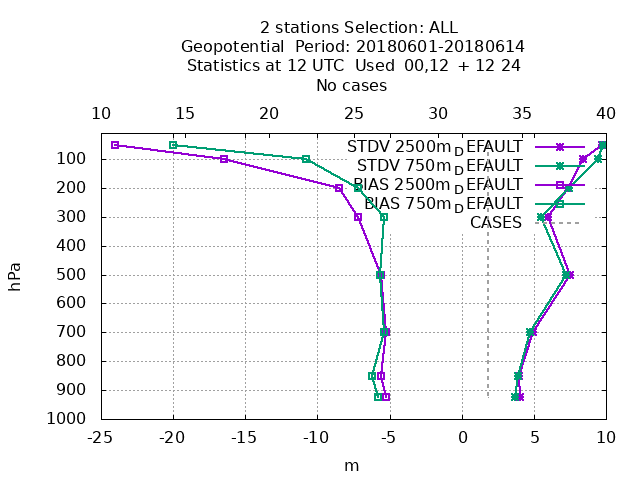 2 stations Selection: ALL
Geopotential  Period: 20180601-20180614
Statistics at 12 UTC  Used  00,12  + 12 24
No cases
10 15 20 25 30 35 40
STDV 2500m_DEFAULT
STDV 750m_DEFAULT
BIAS 2500m_DEFAULT
BIAS 750m_DEFAULT
CASES
100
200
300
400
500
600
700
800
900
1000
hPa
-25 -20 -15 -10 -5 0 5 10
m